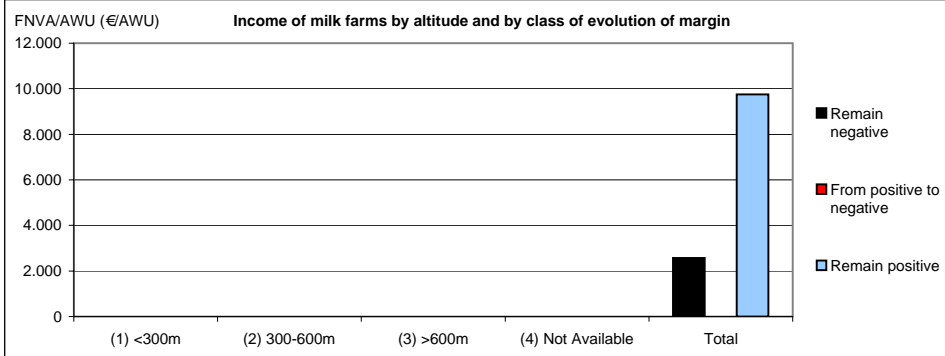 FNVA/AWU (€/AWU)
Income of milk farms by altitude and by class of evolution of margin
12.000
10.000
8.000
6.000
4.000
2.000
0
(1) <300m
(2) 300-600m
(3) >600m
(4) Not Available
Total
Remain
negative
From positive to
negative
Remain positive